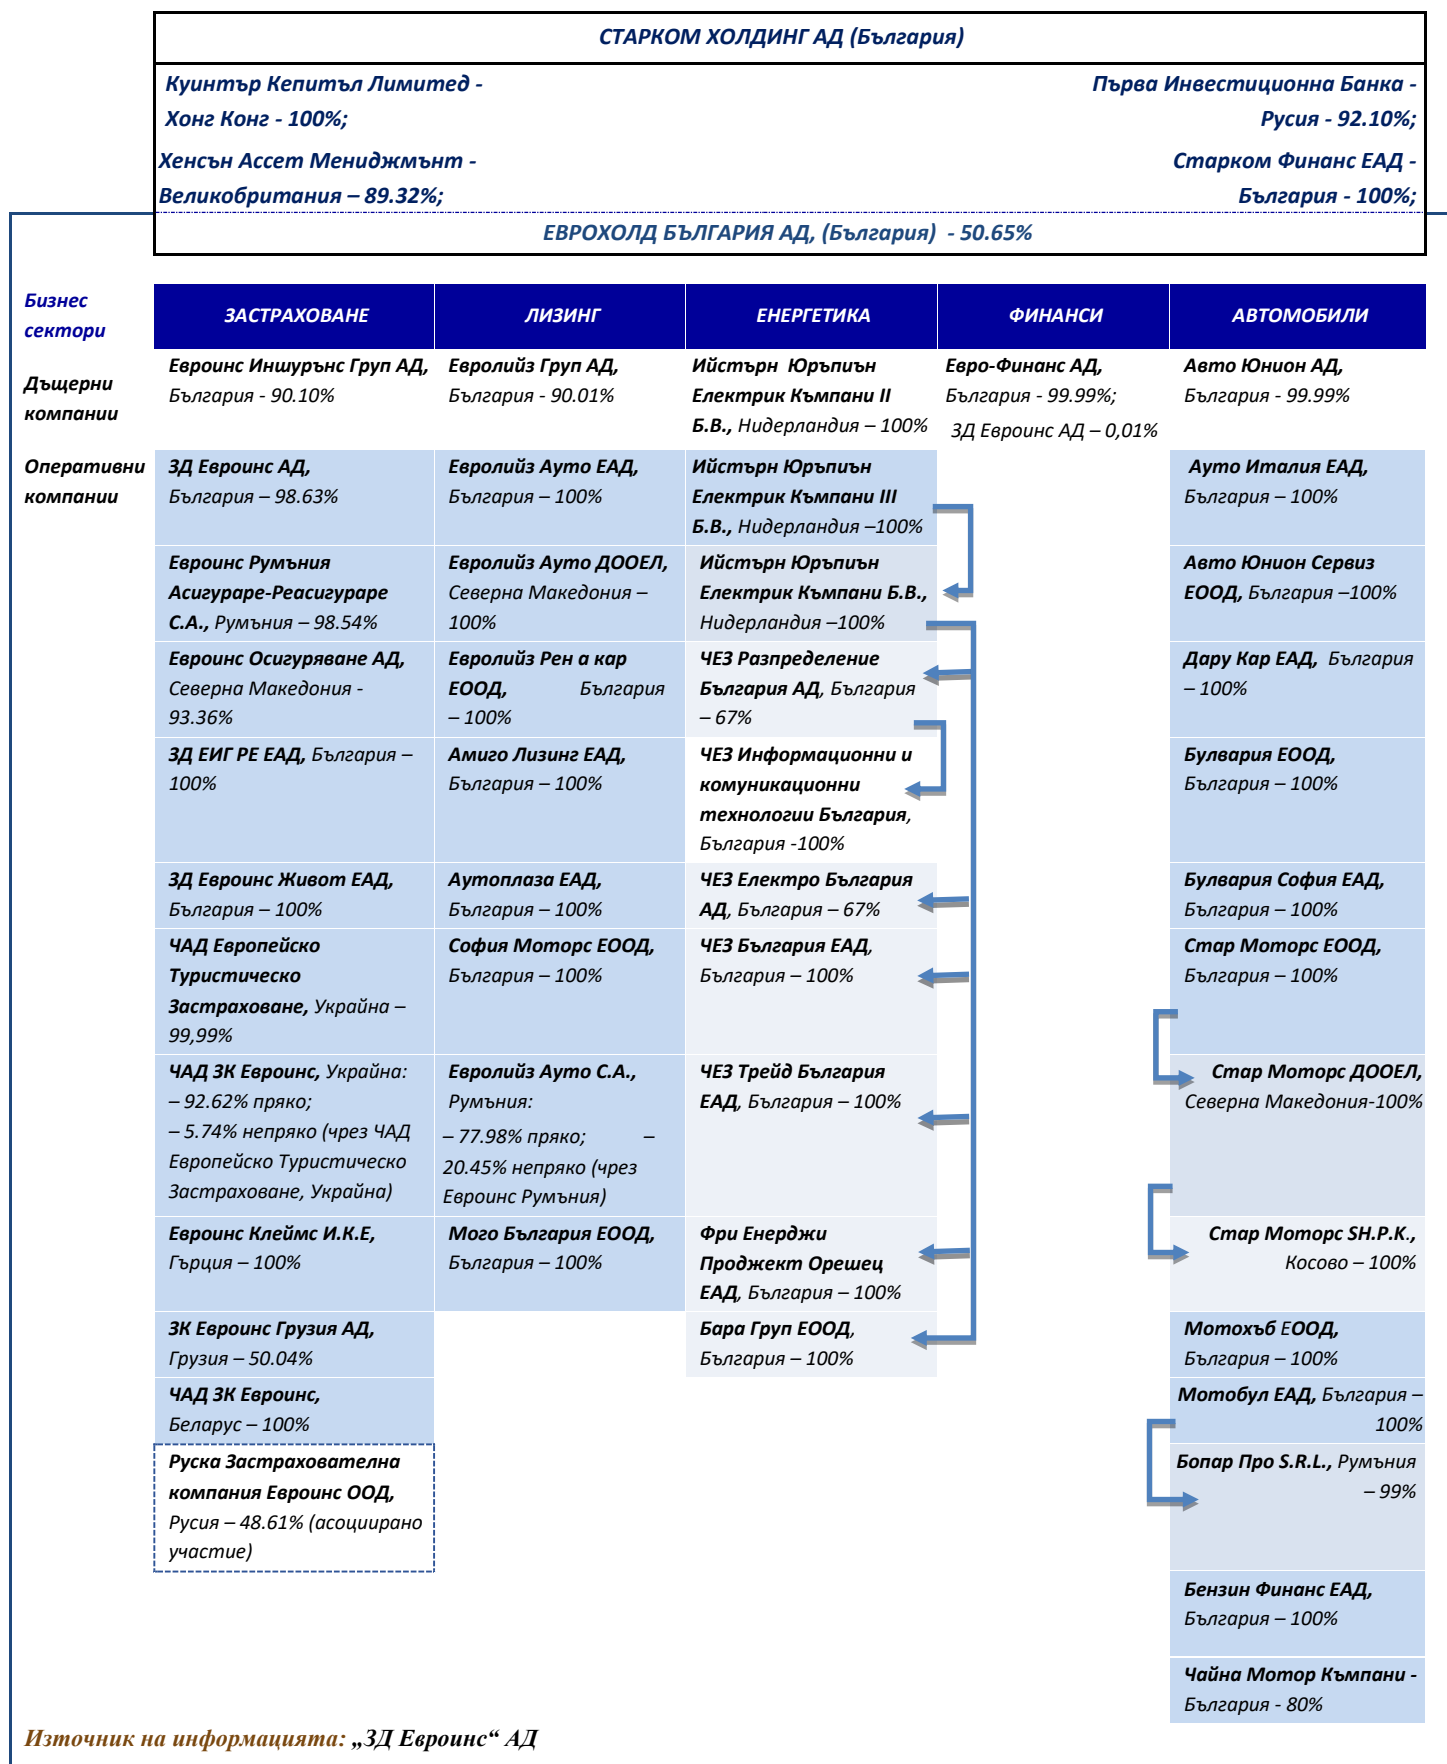 СТАРКОМ ХОЛДИНГ АД (България)
Куинтър Кепитъл Лимитед -
Хонг Конг - 100%;
Хенсън Ассет Мениджмънт -
Великобритания – 89.32%;
Първа Инвестиционна Банка -
Русия - 92.10%;
Старком Финанс ЕАД -
България - 100%;
ЕВРОХОЛД БЪЛГАРИЯ АД, (България) - 50.65%
Бизнес
сектори
ЗАСТРАХОВАНЕ
ЛИЗИНГ
ЕНЕРГЕТИКА
ФИНАНСИ
АВТОМОБИЛИ
Дъщерни
компании
Евроинс Иншурънс Груп АД,
България - 90.10%
Евролийз Груп АД,
България - 90.01%
Ийстърн Юръпиън
Електрик Къмпани II
Б.В., Нидерландия – 100%
Евро-Финанс АД,
България - 99.99%;
ЗД Евроинс АД – 0,01%
Авто Юнион АД,
България - 99.99%
Оперативни
компании
ЗД Евроинс АД,
България – 98.63%
Евролийз Ауто ЕАД,
България – 100%
Ийстърн Юръпиън
Електрик Къмпани III
Б.В., Нидерландия –100%
Ауто Италия ЕАД,
България – 100%
Евроинс Румъния
Асигураре-Реасигураре
С.А., Румъния – 98.54%
Евролийз Ауто ДООЕЛ,
Северна Македония –
100%
Ийстърн Юръпиън
Електрик Къмпани Б.В.,
Нидерландия –100%
Авто Юнион Сервиз
ЕООД, България –100%
Евроинс Осигуряване АД,
Северна Македония -
93.36%
Евролийз Рен а кар
ЕООД, България
– 100%
ЧЕЗ Разпределение
България АД, България
– 67%
Дару Кар ЕАД, България
– 100%
ЗД ЕИГ РЕ ЕАД, България –
100%
Амиго Лизинг ЕАД,
България – 100%
ЧЕЗ Информационни и
комуникационни
технологии България,
България -100%
Булвария ЕООД,
България – 100%
ЗД Евроинс Живот ЕАД,
България – 100%
Аутоплаза ЕАД,
България – 100%
ЧЕЗ Електро България
АД, България – 67%
Булвария София ЕАД,
България – 100%
ЧАД Европейско
Туристическо
Застраховане, Украйна –
99,99%
София Моторс ЕООД,
България – 100%
ЧЕЗ България ЕАД,
България – 100%
Стар Моторс ЕООД,
България – 100%
ЧАД ЗК Евроинс, Украйна:
– 92.62% пряко;
– 5.74% непряко (чрез ЧАД
Европейско Туристическо
Застраховане, Украйна)
Евролийз Ауто С.А.,
Румъния:
– 77.98% пряко; –
20.45% непряко (чрез
Евроинс Румъния)
ЧЕЗ Трейд България
ЕАД, България – 100%
Стар Моторс ДООЕЛ,
Северна Македония-100%
Евроинс Клеймс И.К.Е,
Гърция – 100%
Мого България ЕООД,
България – 100%
Фри Енерджи
Проджект Орешец
ЕАД, България – 100%
Стар Моторс SH.P.K.,
Косово – 100%
ЗК Евроинс Грузия АД,
Грузия – 50.04%
Бара Груп ЕООД,
България – 100%
Мотохъб ЕООД,
България – 100%
ЧАД ЗК Евроинс,
Беларус – 100%
Мотобул ЕАД, България –
100%
Руска Застрахователна
компания Евроинс ООД,
Русия – 48.61% (асоциирано
участие)
Бопар Про S.R.L., Румъния
– 99%
Бензин Финанс ЕАД,
България – 100%
Чайна Мотор Къмпани -
България - 80%
Източник на информацията: „ЗД Евроинс“ АД